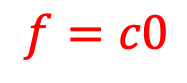 f = c0